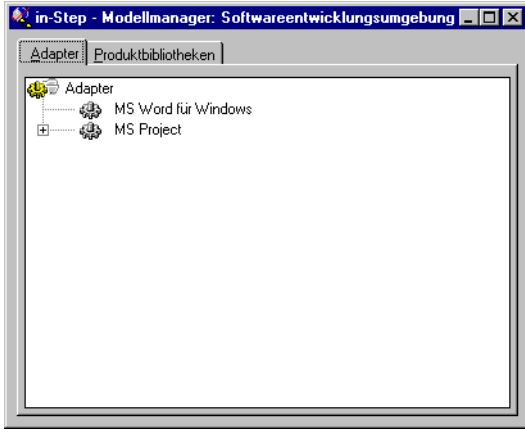 in-Step - Modellmanager: Softwareentwicklungsumgebung
Adapter Produktbibliotheken
Adapter
MS Word für Windows
MS Project